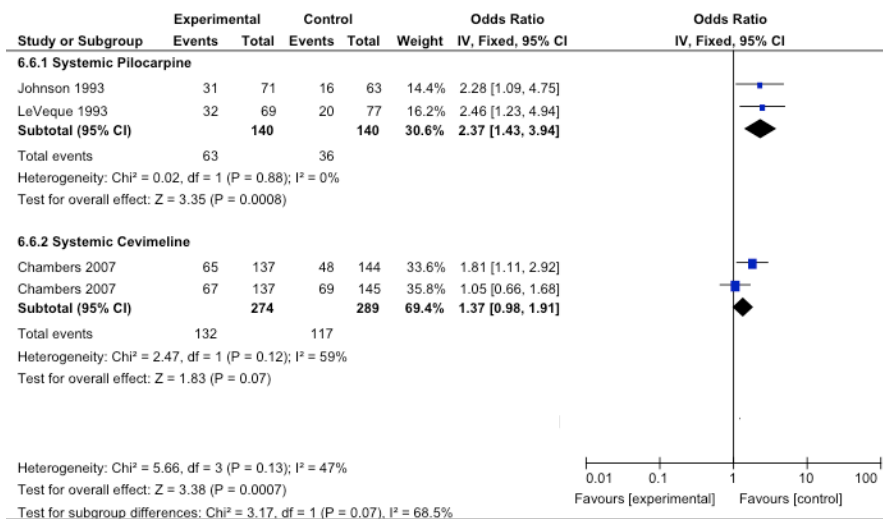 Experimental Control Odds Ratio Odds Ratio
Study or Subgroup Events Total Events Total Weight IV, Fixed, 95% CI IV, Fixed, 95% CI
6.6.1 Systemic Pilocarpine
Johnson 1993 31 71 16 63 14.4% 2.28 [1.09, 4.75]
LeVeque 1993 32 69 20 77 16.2% 2.46 [1.23, 4.94]
Subtotal (95% CI) 140 140 30.6% 2.37 [1.43, 3.94]
Total events 63 36
Heterogeneity: Chi² = 0.02, df = 1 (P = 0.88); I² = 0%
Test for overall effect: Z = 3.35 (P = 0.0008)
6.6.2 Systemic Cevimeline
Chambers 2007 65 137 48 144 33.6% 1.81 [1.11, 2.92]
Chambers 2007 67 137 69 145 35.8% 1.05 [0.66, 1.68]
Subtotal (95% CI) 274 289 69.4% 1.37 [0.98, 1.91]
Total events 132 117
Heterogeneity: Chi² = 2.47, df = 1 (P = 0.12); I² = 59%
Test for overall effect: Z = 1.83 (P = 0.07)
Heterogeneity: Chi² = 5.66, df = 3 (P = 0.13); I² = 47%
Test for overall effect: Z = 3.38 (P = 0.0007)
Test for subgroup differences: Chi² = 3.17, df = 1 (P = 0.07), I² = 68.5%
0.01 0.1 1 10 100
Favours [experimental] Favours [control]